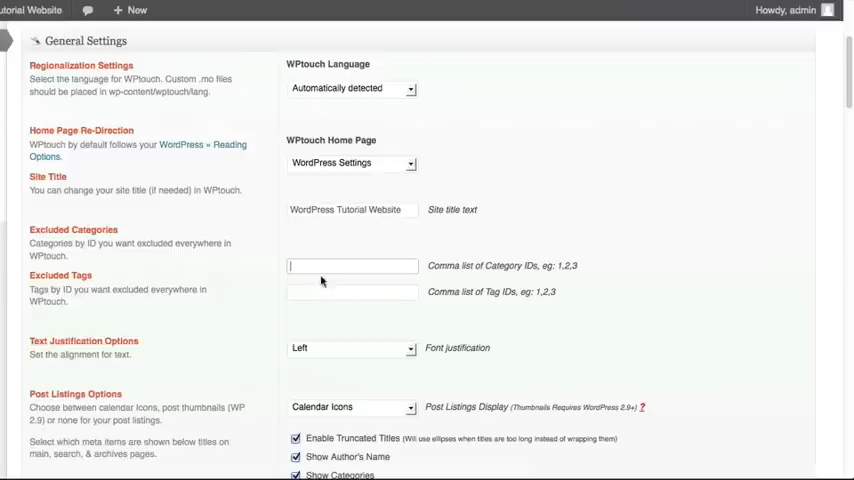 utorial Website
New
Howdy, admin
General Settings
Regionalization Settings
Select the language for WPtouch. Custom .mo files
should be placed in wp-content/wptouch/lang.
WPtouch Language
Automatically detected
Home Page Re-Direction
WPtouch by default follows your WordPress » Reading
Options.
WPtouch Home Page
WordPress Settings
Site Title
You can change your site title (if needed) in WPtouch.
WordPress Tutorial Website
Site title text
Excluded Categories
Categories by ID you want excluded everywhere in
WPtouch.
Comma list of Category IDs, eg: 1,2,3
Excluded Tags
Tags by ID you want excluded everywhere in
WPtouch.
Comma list of Tag IDs, eg: 1,2,3
Text Justification Options
Set the alignment for text.
Left
Font justification
Post Listings Options
Choose between calendar Icons, post thumbnails (WP
2.9) or none for your post listings.
Select which meta items are shown below titles on
main, search, & archives pages.
Calendar Icons
Post Listings Display (Thumbnails Requires WordPress 2.9+) ?
Enable Truncated Titles (Will use ellipses when titles are too long instead of wrapping them)
Show Author's Name
Show Categories